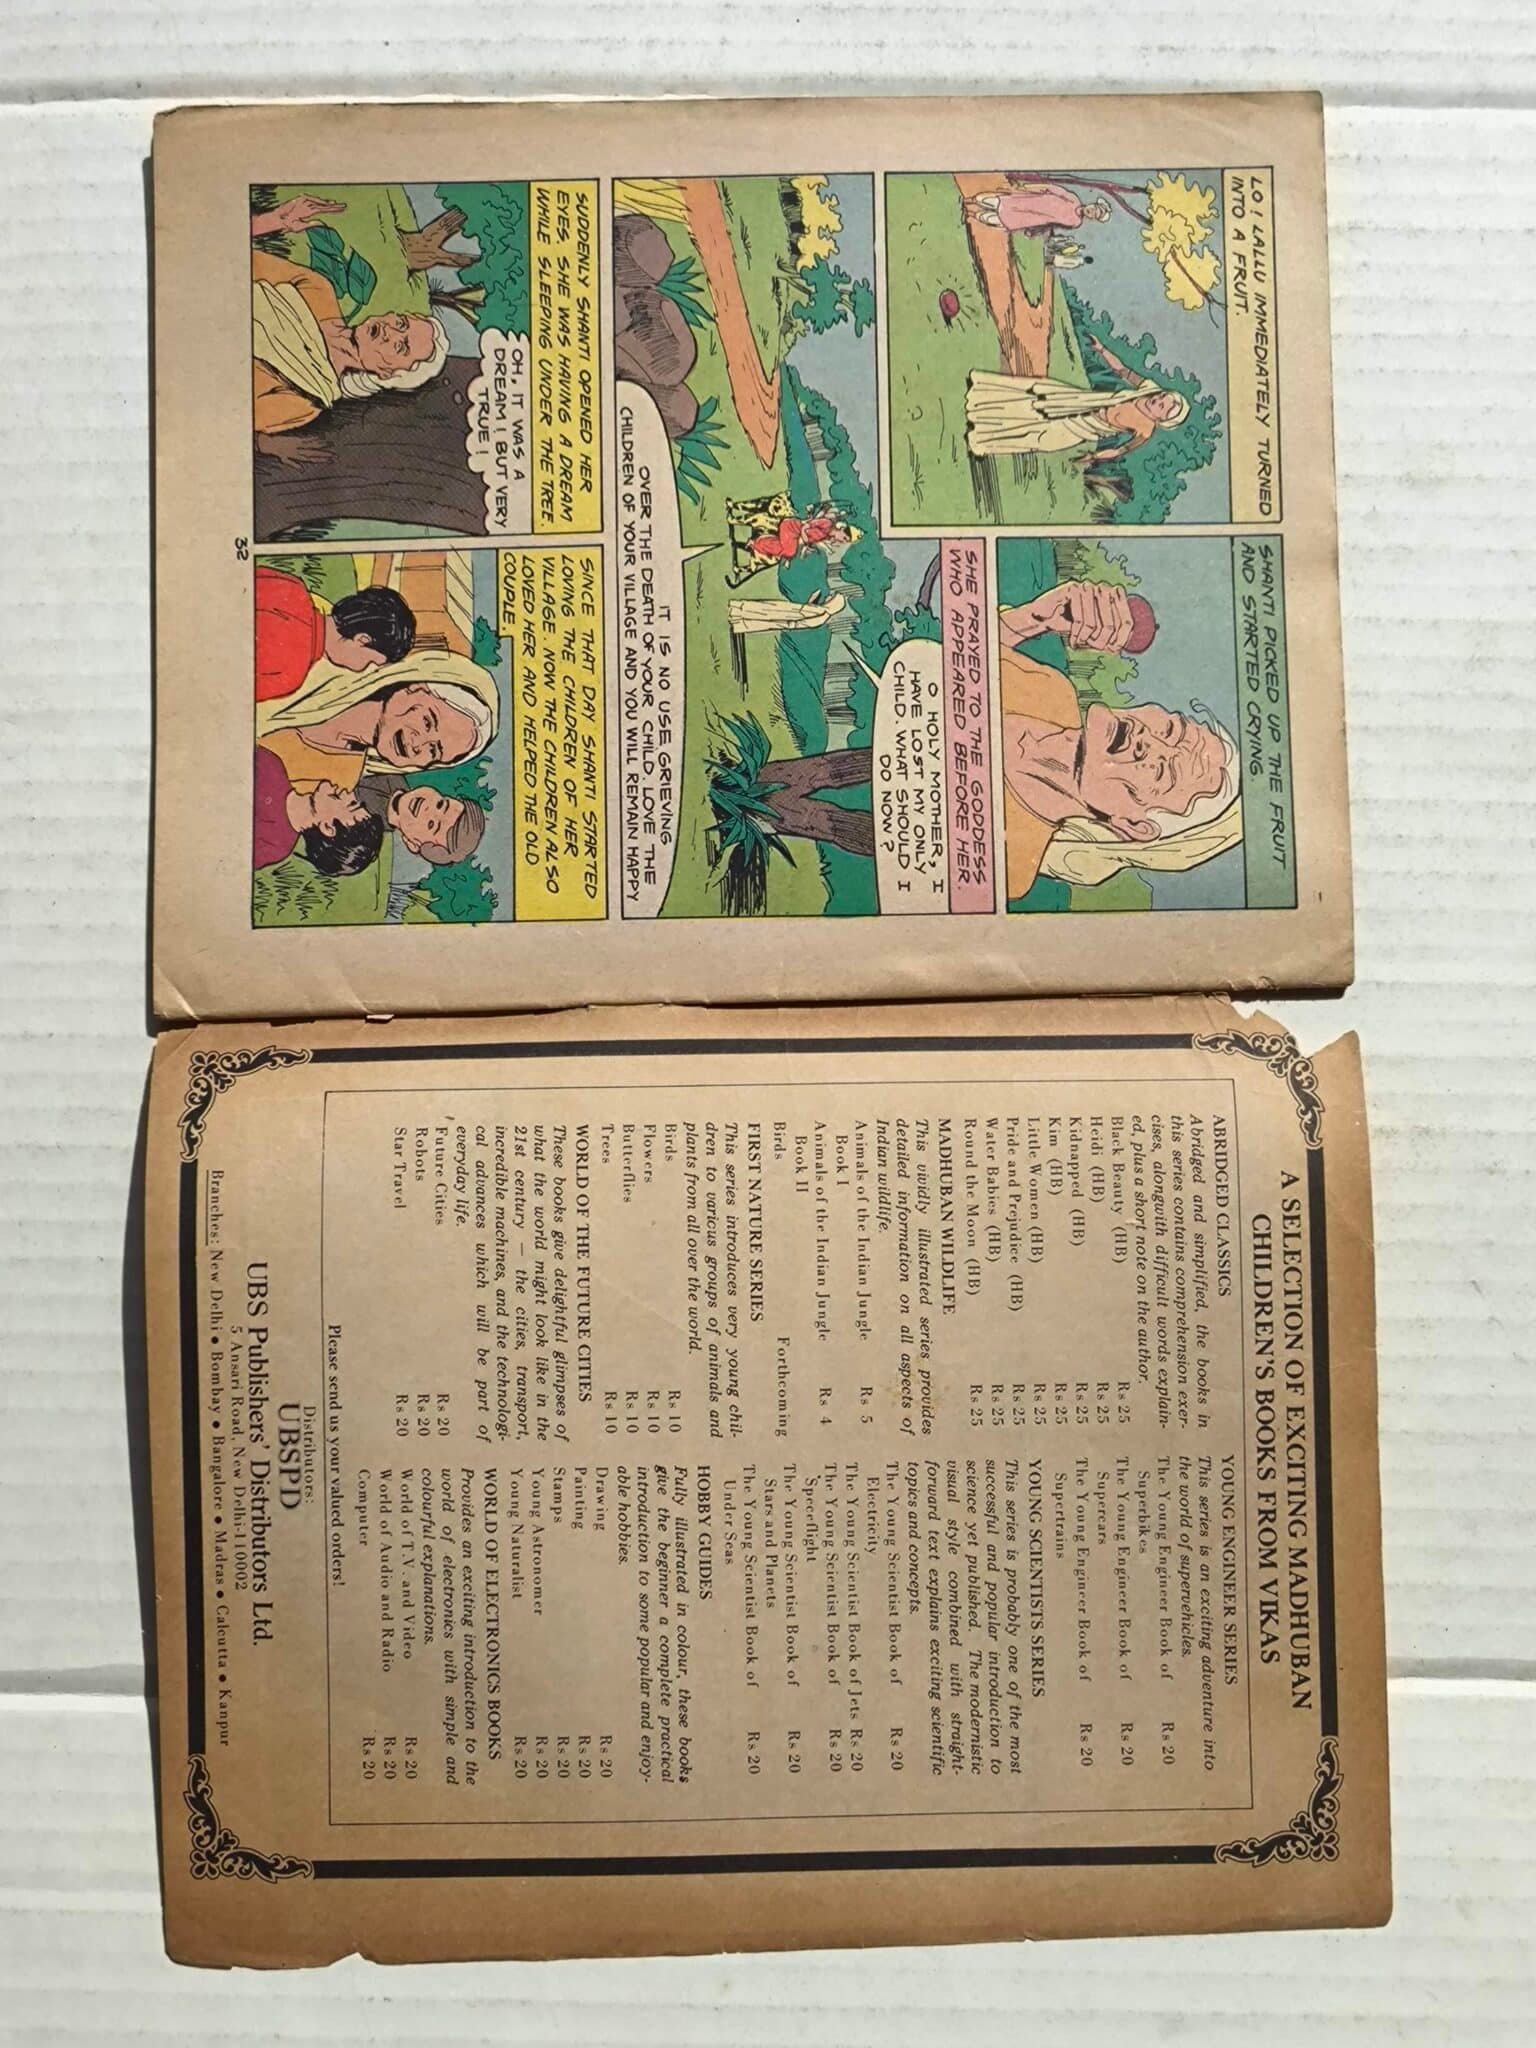 LO! LALLU IMMEDIATELY TURNED
INTO A FRUIT.
SHANTI PICKED UP THE FRUIT
AND STARTED CRYING.
SHE PRAYED TO THE GODDESS
WHO APPEARED BEFORE HER.
O HOLY MOTHER, I
HAVE LOST MY ONLY
CHILD. WHAT SHOULD I
DO NOW?
IT IS NO USE GRIEVING
OVER THE DEATH OF YOUR CHILD. LOVE THE
CHILDREN OF YOUR VILLAGE AND YOU WILL REMAIN HAPPY
SUDDENLY SHANTI OPENED HER
EYES. SHE WAS HAVING A DREAM
WHILE SLEEPING UNDER THE TREE.
OH, IT WAS A
DREAM! BUT VERY
TRUE!
SINCE THAT DAY SHANTI STARTED
LOVING THE CHILDREN OF HER
VILLAGE. NOW THE CHILDREN ALSO
LOVED HER AND HELPED THE OLD
COUPLE.
32
A SELECTION OF EXCITING MADHUBAN
CHILDREN'S BOOKS FROM VIKAS
ABRIDGED CLASSICS
Abridged and simplified, the books in
this series contains comprehension exer-
cises, alongwith difficult words explain-
ed, plus a short note on the author.
Black Beauty (HB) Rs 25
Heidi (HB) Rs 25
Kidnapped (HB) Rs 25
Kim (HB) Rs 25
Little Women (HB) Rs 25
Pride and Prejudice (HB) Rs 25
Water Babies (HB) Rs 25
Round the Moon (HB) Rs 25
MADHUBAN WILDLIFE
This vividly illustrated series provides
detailed information on all aspects of
Indian wildlife.
Animals of the Indian Jungle
Book I Rs 5
Animals of the Indian Jungle
Book II Rs 4
Birds Forthcoming
FIRST NATURE SERIES
This series introduces very young chil-
dren to various groups of animals and
plants from all over the world.
Birds Rs 10
Flowers Rs 10
Butterflies Rs 10
Trees Rs 10
WORLD OF THE FUTURE CITIES
These books give delightful glimpses of
what the world might look like in the
21st century — the cities, transport,
incredible machines, and the technologi-
cal advances which will be part of
everyday life.
Future Cities Rs 20
Robots Rs 20
Star Travel Rs 20
YOUNG ENGINEER SERIES
This series is an exciting adventure into
the world of supervehicles.
The Young Engineer Book of
Superbikes Rs 20
The Young Engineer Book of
Supercars Rs 20
The Young Engineer Book of
Supertrains Rs 20
YOUNG SCIENTISTS SERIES
This series is probably one of the most
successful and popular introduction to
science yet published. The modernistic
visual style combined with straight-
forward text explains exciting scientific
topics and concepts.
The Young Scientist Book of
Electricity Rs 20
The Young Scientist Book of Jets Rs 20
The Young Scientist Book of
Spaceflight Rs 20
The Young Scientist Book of
Stars and Planets Rs 20
The Young Scientist Book of
Under Seas Rs 20
HOBBY GUIDES
Fully illustrated in colour, these books
give the beginner a complete practical
introduction to some popular and enjoy-
able hobbies.
Drawing Rs 20
Painting Rs 20
Stamps Rs 20
Young Astronomer Rs 20
Young Naturalist Rs 20
WORLD OF ELECTRONICS BOOKS
Provides an exciting introduction to the
world of electronics with simple and
colourful explanations.
World of T.V. and Video Rs 20
World of Audio and Radio Rs 20
Computer Rs 20
Please send us your valued orders!
Distributors:
UBSPD
UBS Publishers' Distributors Ltd.
5 Ansari Road, New Delhi-110002
Branches: New Delhi • Bombay • Bangalore • Madras • Calcutta • Kanpur